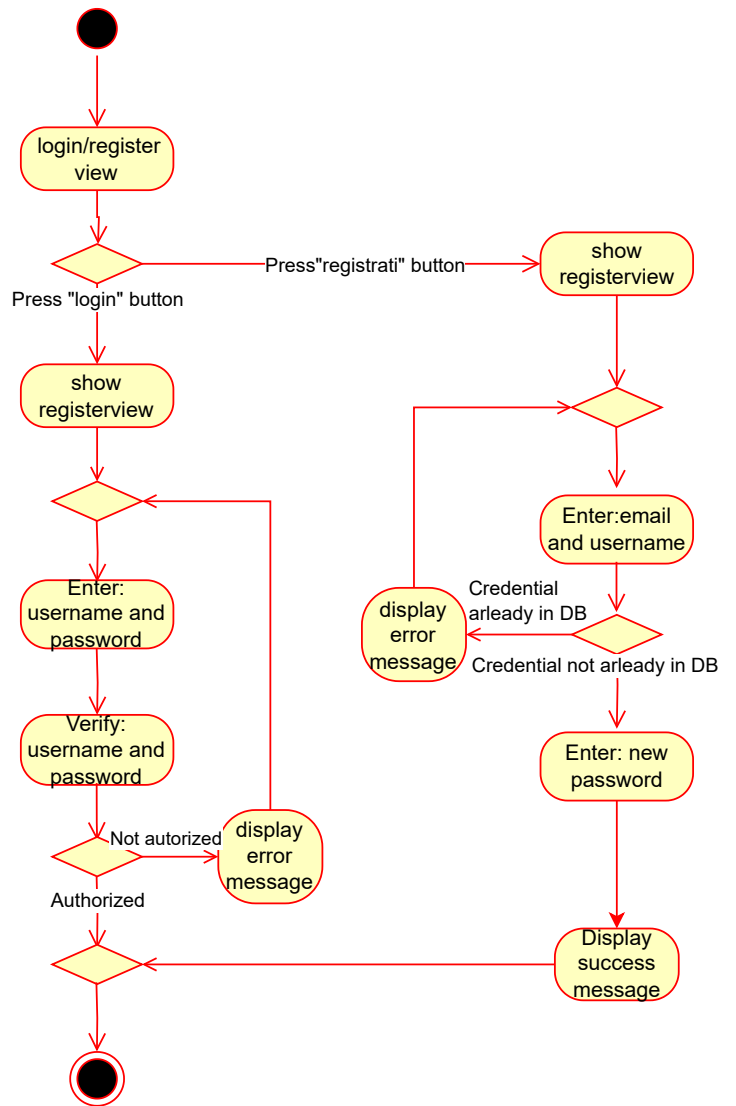 login/register
view
Press"registrati" button
show
registerview
Press "login" button
show
registerview
Enter:email
and username
Enter:
username and
password
Credential
arleady in DB
display
error
message
Credential not arleady in DB
Verify:
username and
password
Enter: new
password
Not autorized
display
error
message
Authorized
Display
success
message